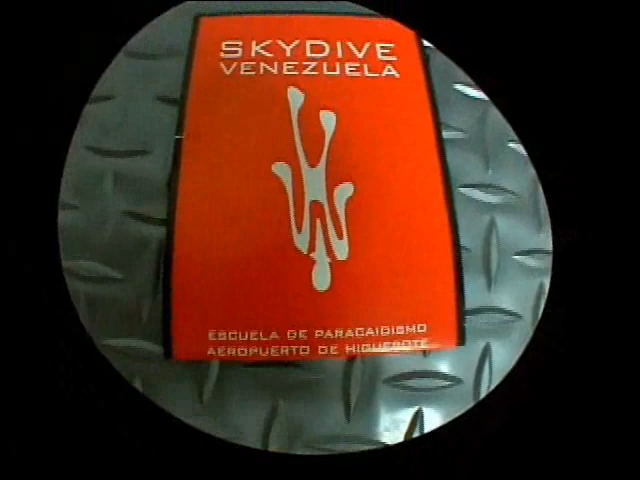 SKYDIVE
VENEZUELA
ESCUELA DE PARACAIDISMO
AEROPUERTO DE HIGUEROTE